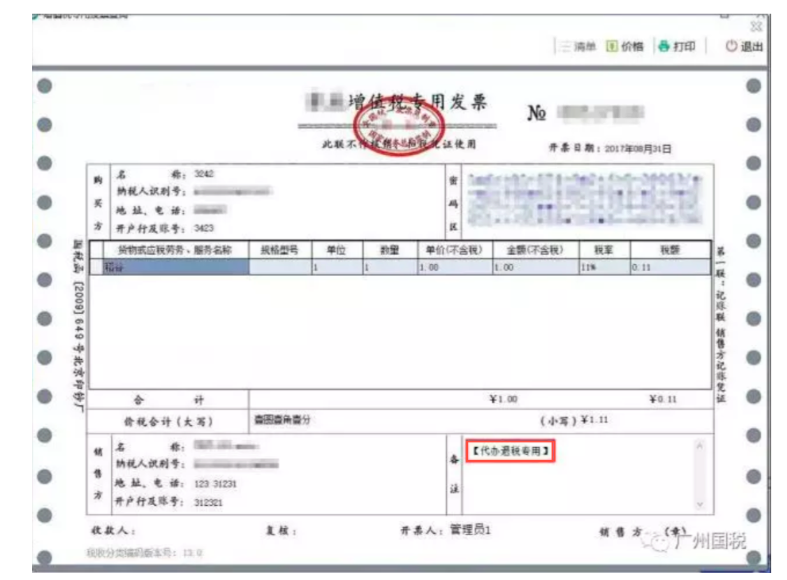 清单 价格 打印 退出
增值税专用发票
№
此联不作报销、扣税凭证使用
开票日期：2017年08月31日
购买方
名 称：3242
纳税人识别号：
地址、电话：
开户行及账号：3423
密码区
货物或应税劳务、服务名称 规格型号 单位 数量 单价(不含税) 金额(不含税) 税率 税额
稻谷 1 1 1.00 1.00 11% 0.11
合 计 ¥1.00 ¥0.11
价税合计(大写) 壹圆壹角壹分 (小写)¥1.11
销售方
名 称：
纳税人识别号：
地址、电话：123 31231
开户行及账号：312321
备注
【代办退税专用】
收款人： 复核： 开票人：管理员1 销售方（章）
税收分类编码版本号：13.0
国税函[2009]649号北京印钞厂
第一联：记账联 销售方记账凭证
广州国税